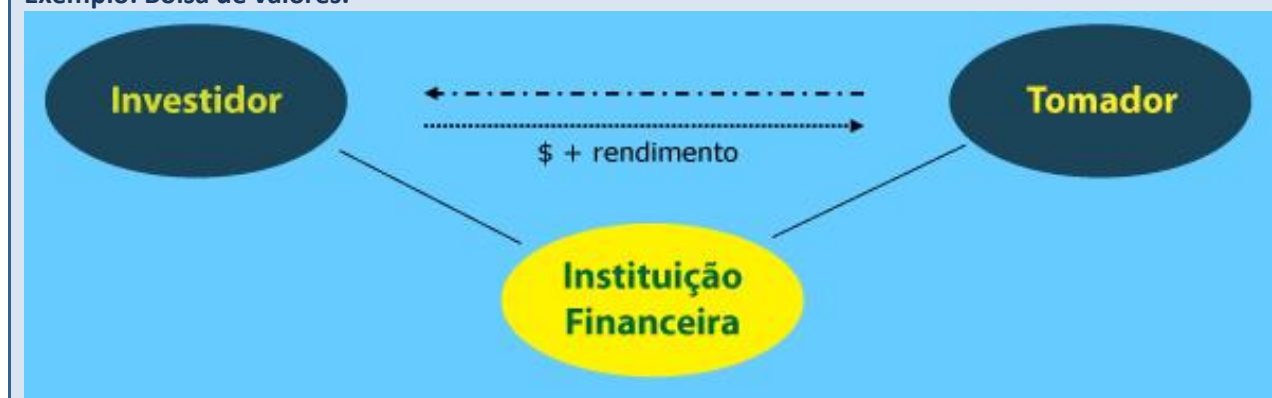 Exemplo: Bolsa de Valores.
Investidor
Tomador
$ + rendimento
Instituição
Financeira